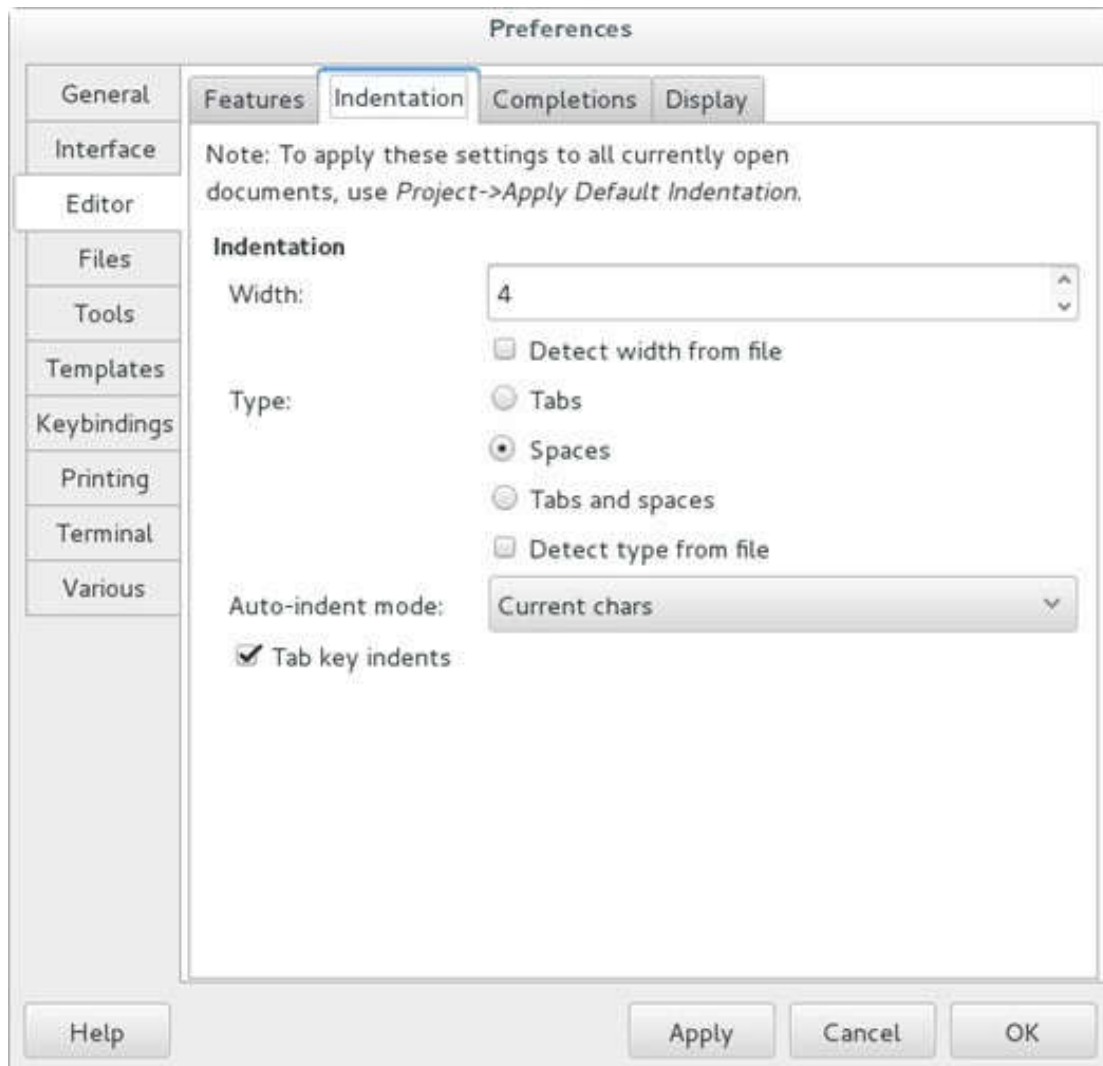 Preferences
General
Interface
Editor
Files
Tools
Templates
Keybindings
Printing
Terminal
Various
Features
Indentation
Completions
Display
Note: To apply these settings to all currently open
documents, use Project->Apply Default Indentation.
Indentation
Width:
4
Detect width from file
Type:
Tabs
Spaces
Tabs and spaces
Detect type from file
Auto-indent mode:
Current chars
Tab key indents
Help
Apply
Cancel
OK